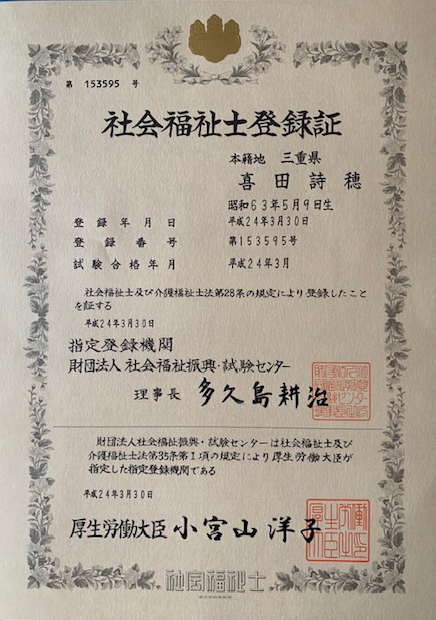 第 153595 号
社会福祉士登録証
本籍地 三重県
喜田詩穂
昭和63年5月9日生
登録年月日 平成24年3月30日
登録番号 第153595号
試験合格年月 平成24年3月
社会福祉士及び介護福祉士法第28条の規定により登録したこと
を証する
平成24年3月30日
指定登録機関
財団法人 社会福祉振興・試験センター
理事長 多久島耕治
財団法人社会福祉振興・試験センターは社会福祉士及び
介護福祉士法第35条第1項の規定により厚生労働大臣が
指定した指定登録機関である
平成24年3月30日
厚生労働大臣 小宮山洋子
社会福祉士